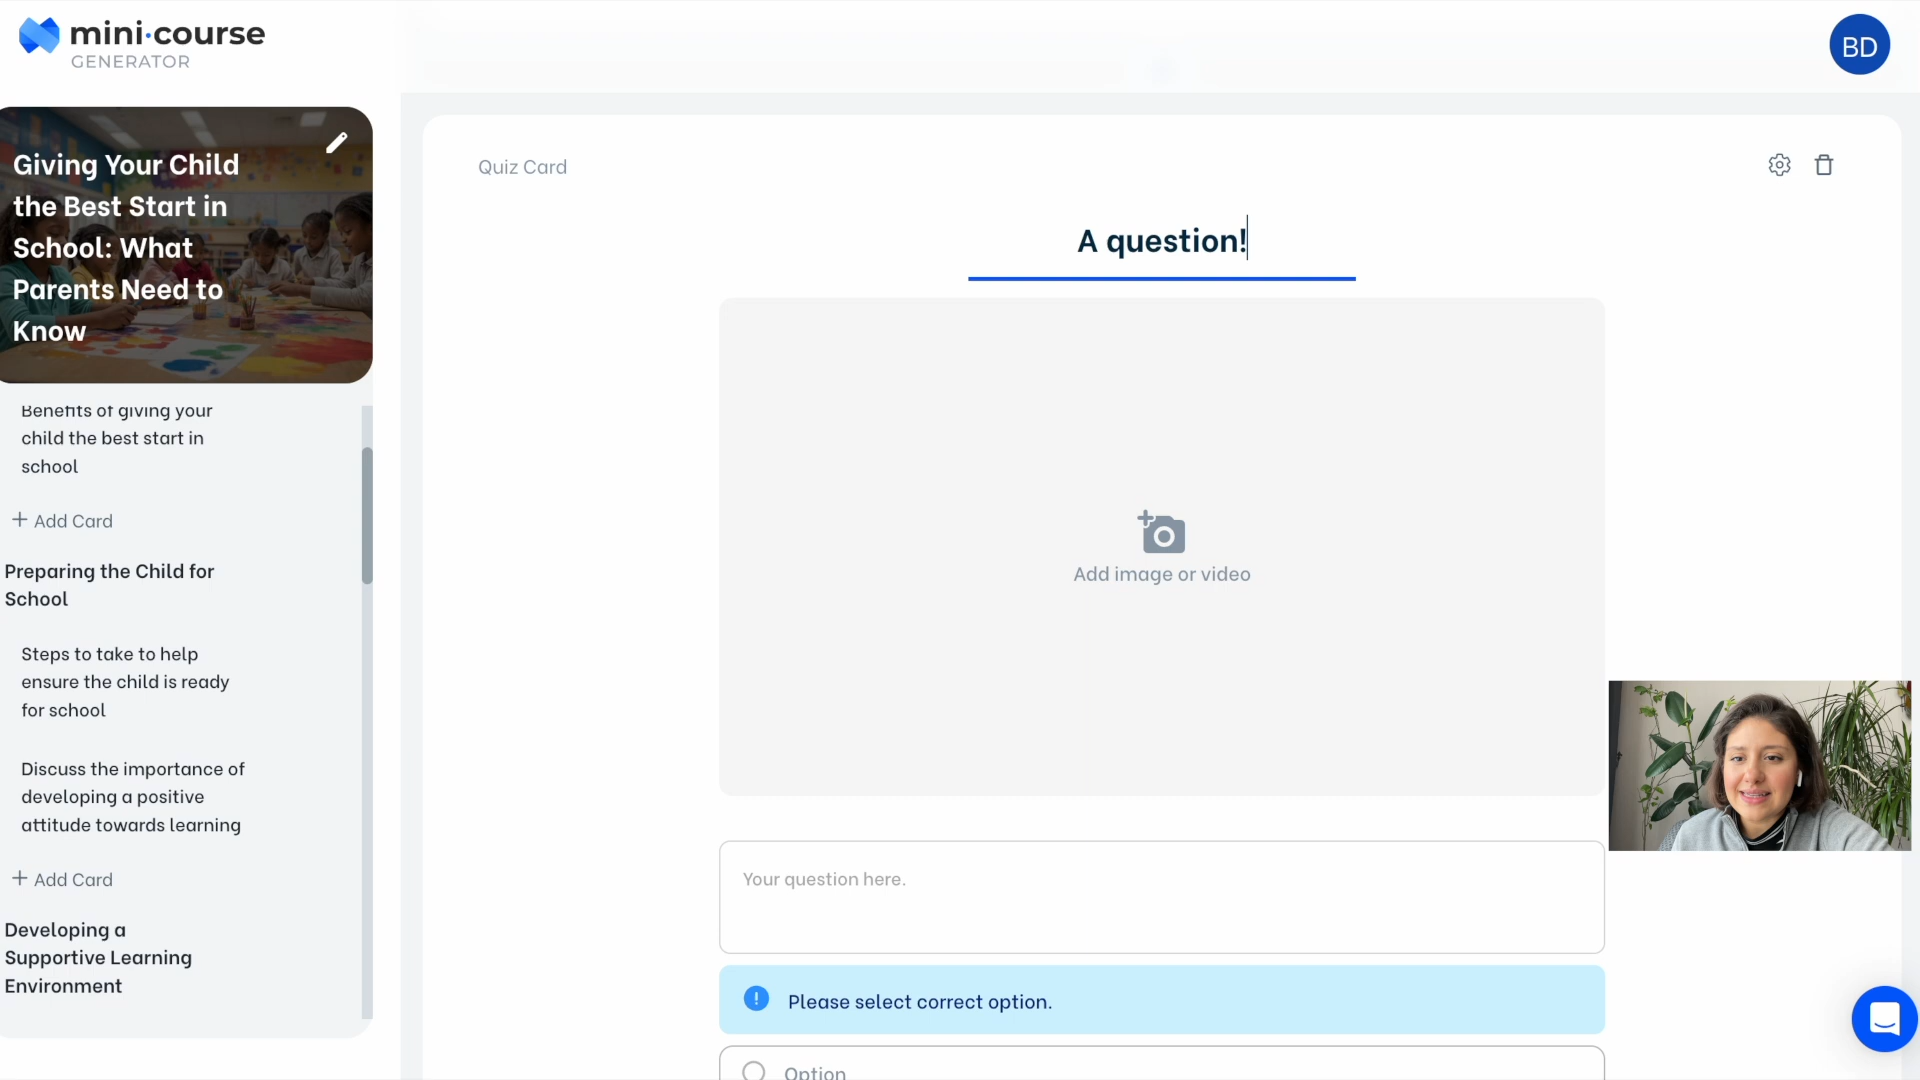 mini·course
GENERATOR
BD
Giving Your Child
the Best Start in
School: What
Parents Need to
Know
Benefits of giving your
child the best start in
school
+ Add Card
Preparing the Child for
School
Steps to take to help
ensure the child is ready
for school
Discuss the importance of
developing a positive
attitude towards learning
+ Add Card
Developing a
Supportive Learning
Environment
Quiz Card
A question!
Add image or video
Your question here.
Please select correct option.
Option